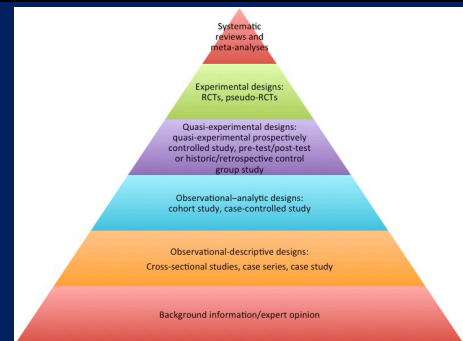 Systematic
reviews and
meta-analyses
Experimental designs:
RCTs, pseudo-RCTs
Quasi-experimental designs:
quasi-experimental prospectively
controlled study, pre-test/post-test
or historic/retrospective control
group study
Observational–analytic designs:
cohort study, case-controlled study
Observational-descriptive designs:
Cross-sectional studies, case series, case study
Background information/expert opinion